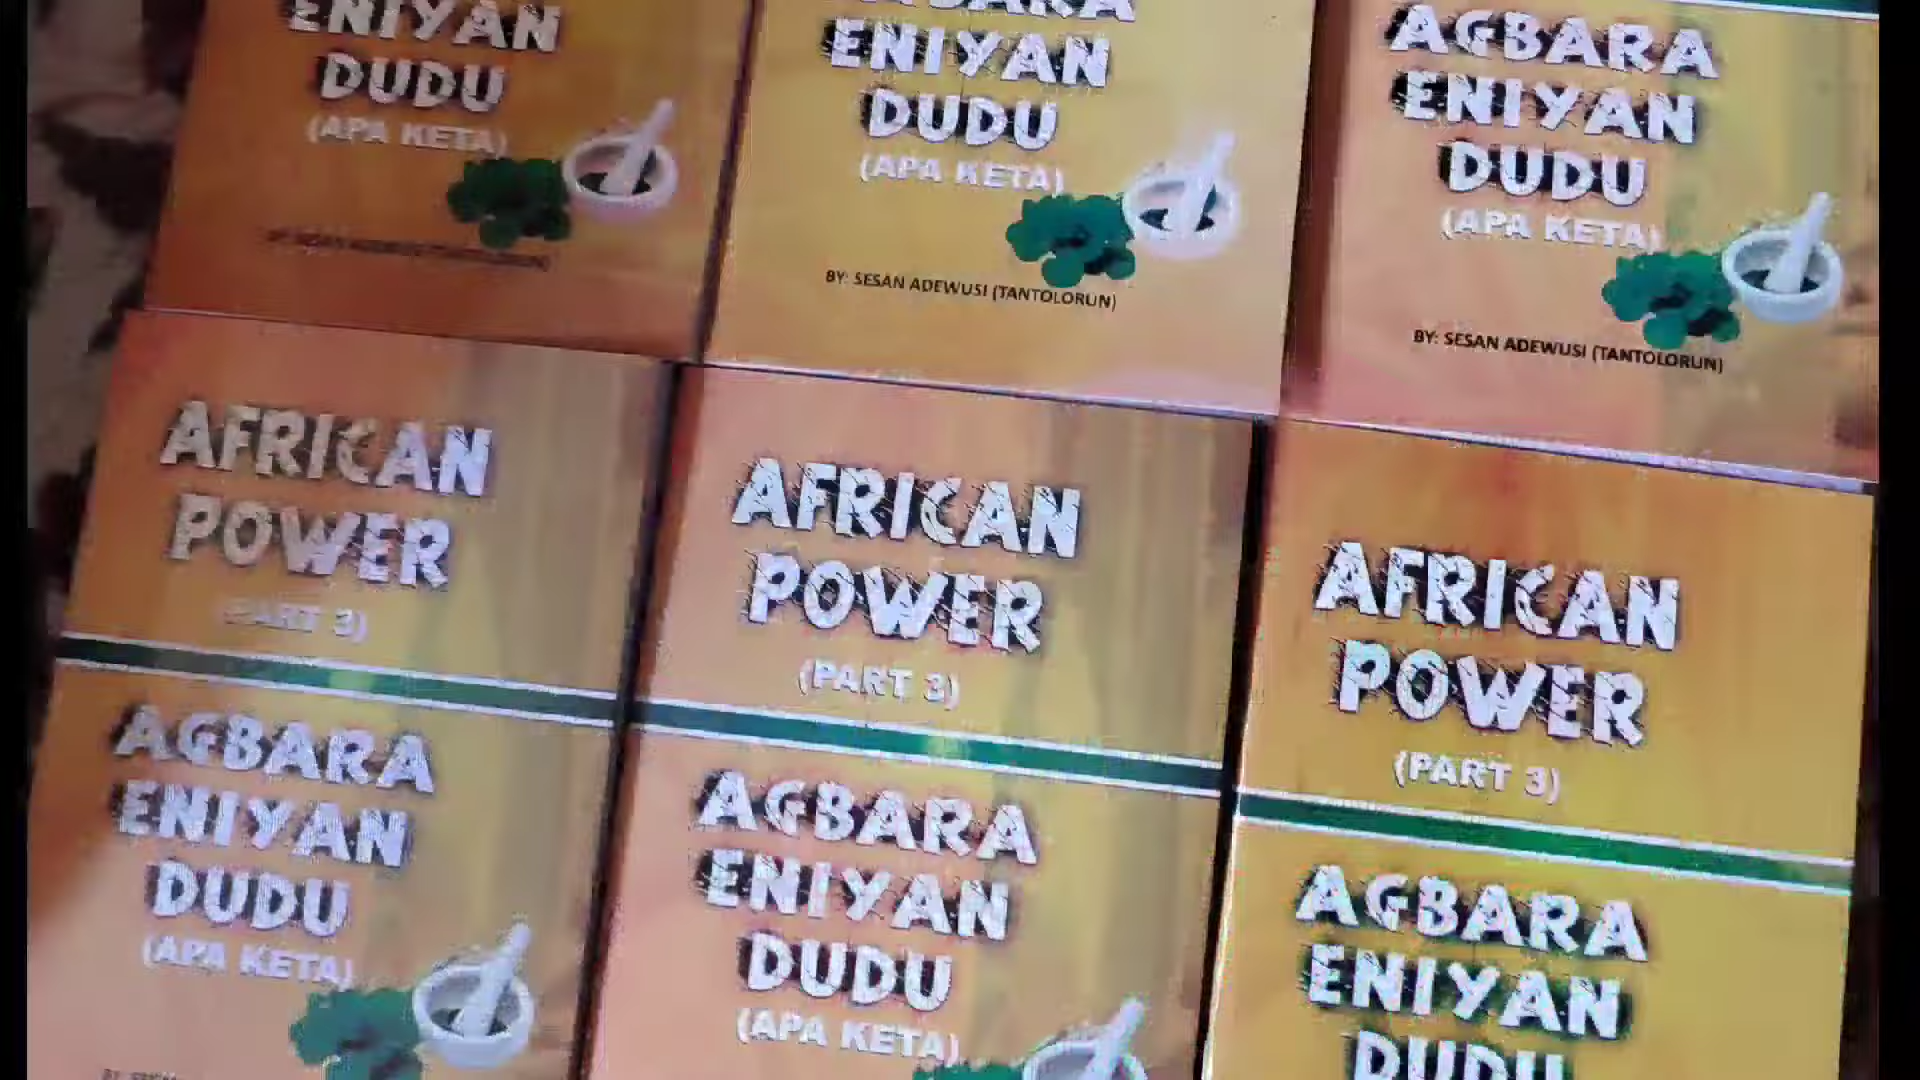 ENIYAN
DUDU
(APA KETA)
ENIYAN
DUDU
(APA KETA)
BY: SESAN ADEWUSI (TANTOLORUN)
AGBARA
ENIYAN
DUDU
(APA KETA)
BY: SESAN ADEWUSI (TANTOLORUN)
AFRICAN
POWER
(PART 3)
AGBARA
ENIYAN
DUDU
(APA KETA)
AFRICAN
POWER
(PART 3)
AGBARA
ENIYAN
DUDU
(APA KETA)
AFRICAN
POWER
(PART 3)
AGBARA
ENIYAN
DUDU